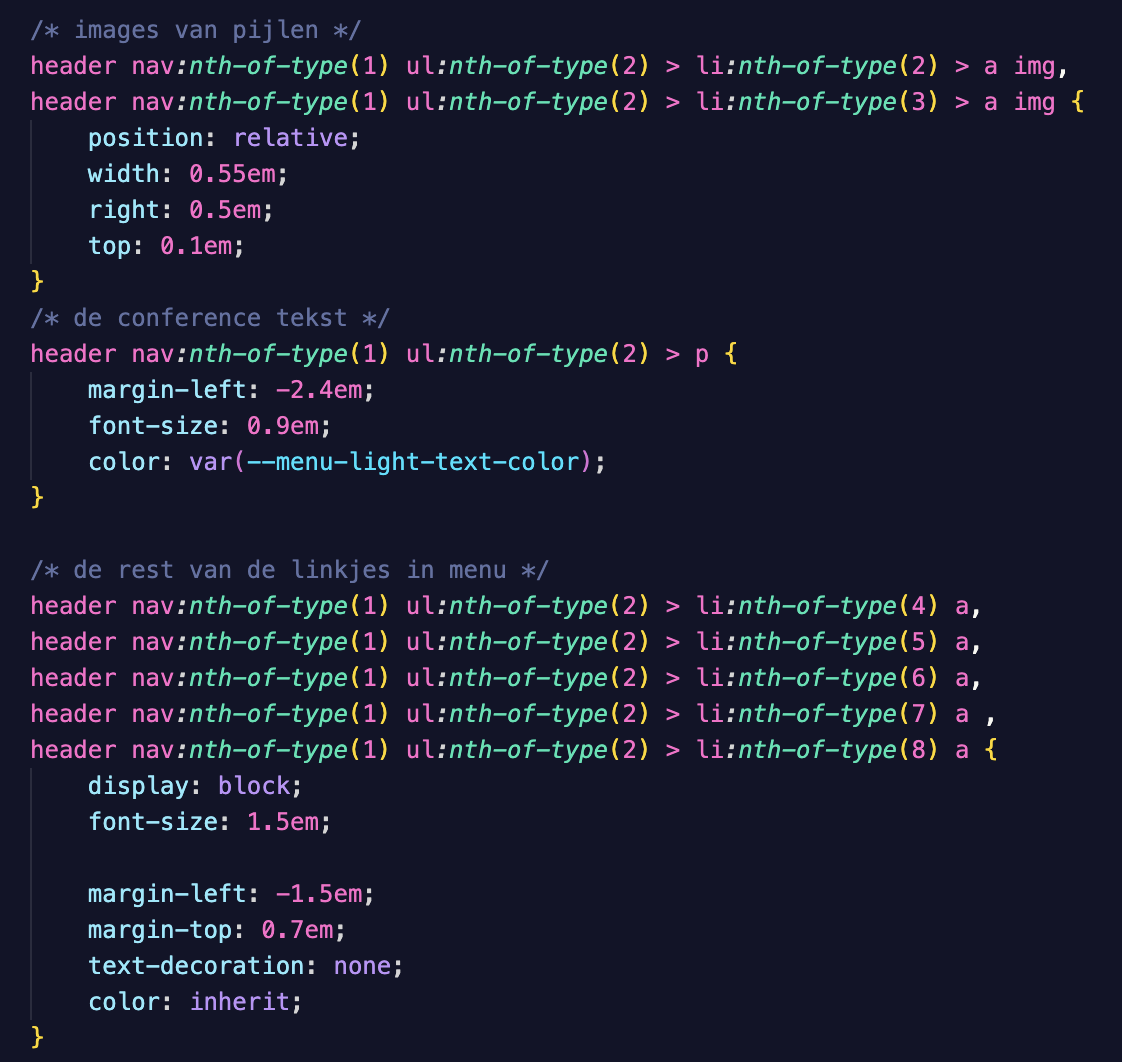 /* images van pijlen */
header nav:nth-of-type(1) ul:nth-of-type(2) > li:nth-of-type(2) > a img,
header nav:nth-of-type(1) ul:nth-of-type(2) > li:nth-of-type(3) > a img {
    position: relative;
    width: 0.55em;
    right: 0.5em;
    top: 0.1em;
}
/* de conference tekst */
header nav:nth-of-type(1) ul:nth-of-type(2) > p {
    margin-left: -2.4em;
    font-size: 0.9em;
    color: var(--menu-light-text-color);
}

/* de rest van de linkjes in menu */
header nav:nth-of-type(1) ul:nth-of-type(2) > li:nth-of-type(4) a,
header nav:nth-of-type(1) ul:nth-of-type(2) > li:nth-of-type(5) a,
header nav:nth-of-type(1) ul:nth-of-type(2) > li:nth-of-type(6) a,
header nav:nth-of-type(1) ul:nth-of-type(2) > li:nth-of-type(7) a ,
header nav:nth-of-type(1) ul:nth-of-type(2) > li:nth-of-type(8) a {
    display: block;
    font-size: 1.5em;

    margin-left: -1.5em;
    margin-top: 0.7em;
    text-decoration: none;
    color: inherit;
}